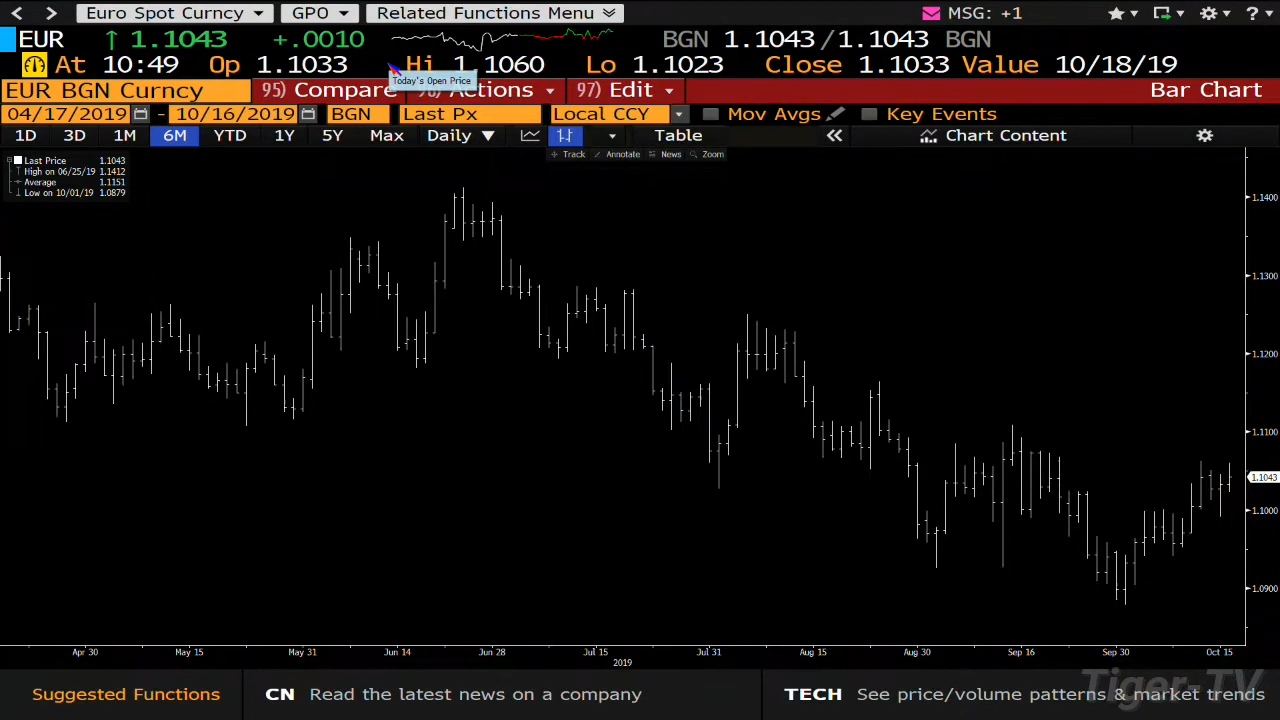 Euro Spot Curncy GPO Related Functions Menu MSG: +1 ?
EUR ↑ 1.1043 +.0010 BGN 1.1043/1.1043 BGN
At 10:49 Op 1.1033 Hi 1.1060 Lo 1.1023 Close 1.1033 Value 10/18/19
Today's Open Price
EUR BGN Curncy 95) Compare Actions 97) Edit Bar Chart
04/17/2019 - 10/16/2019 BGN Last Px Local CCY Mov Avgs Key Events
1D 3D 1M 6M YTD 1Y 5Y Max Daily ▼ Table « Chart Content
Track Annotate News Zoom
Last Price 1.1043
High on 06/25/19 1.1412
Average 1.1151
Low on 10/01/19 1.0879
1.1400
1.1300
1.1200
1.1100
1.1043
1.1000
1.0900
Apr 30 May 15 May 31 Jun 14 Jun 28 Jul 15 Jul 31 Aug 15 Aug 30 Sep 16 Sep 30 Oct 15
2019
Suggested Functions CN Read the latest news on a company TECH See price/volume patterns & market trends
Tiger-TV